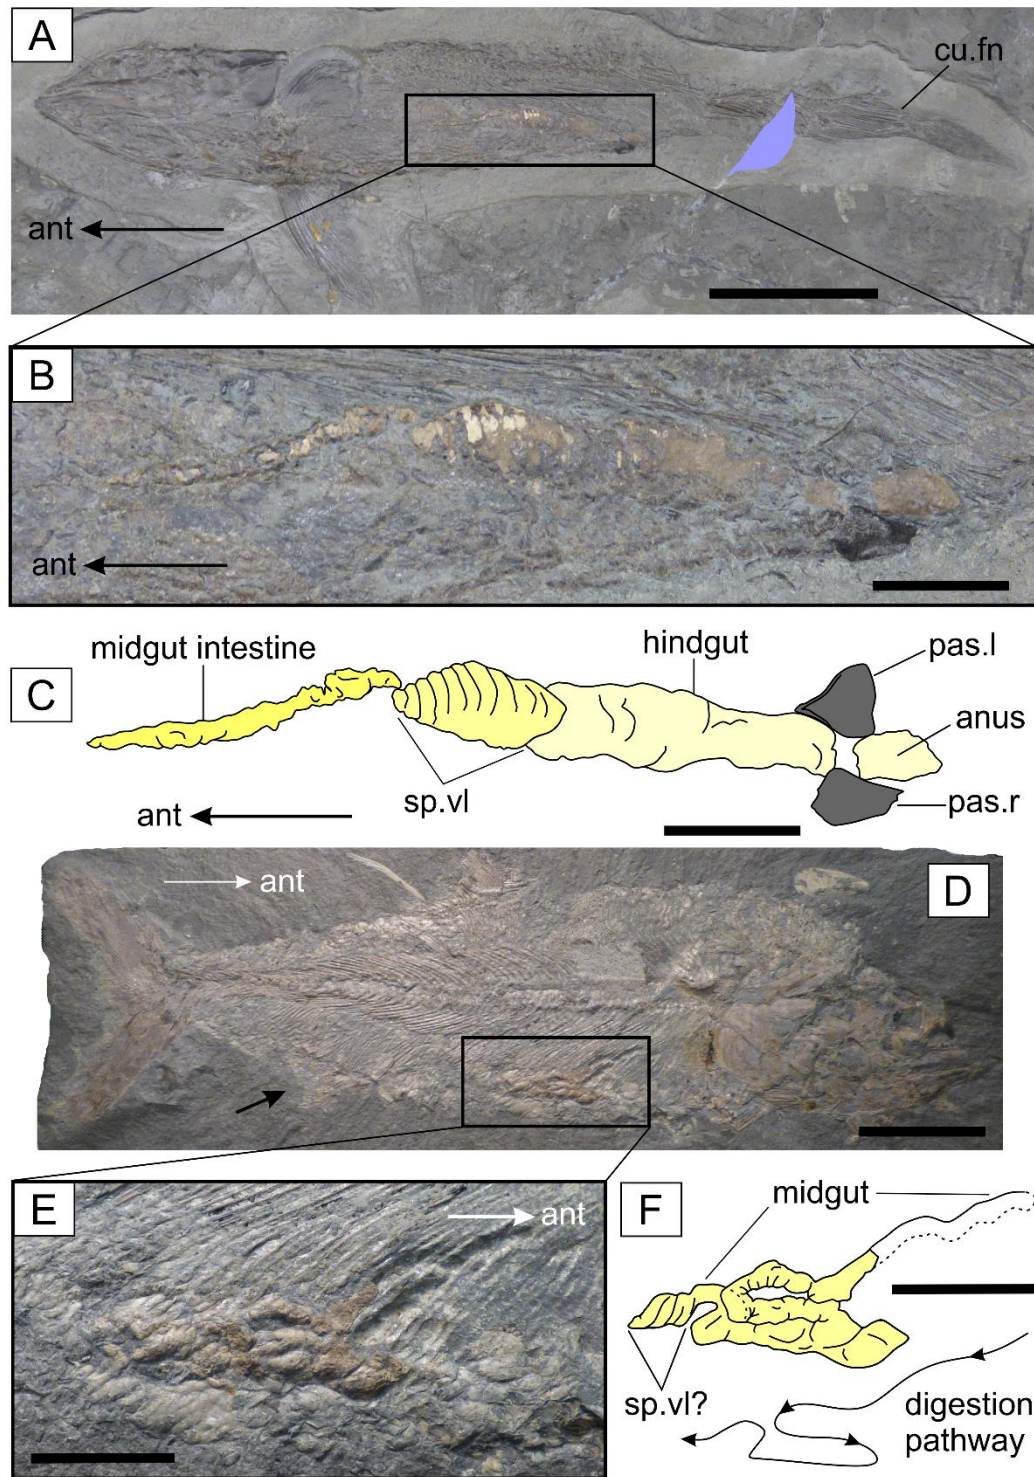 A
cu.fn
ant
B
ant
C
midgut intestine
hindgut
pas.l
anus
sp.vl
pas.r
ant
D
ant
E
ant
F
midgut
sp.vl?
digestion
pathway